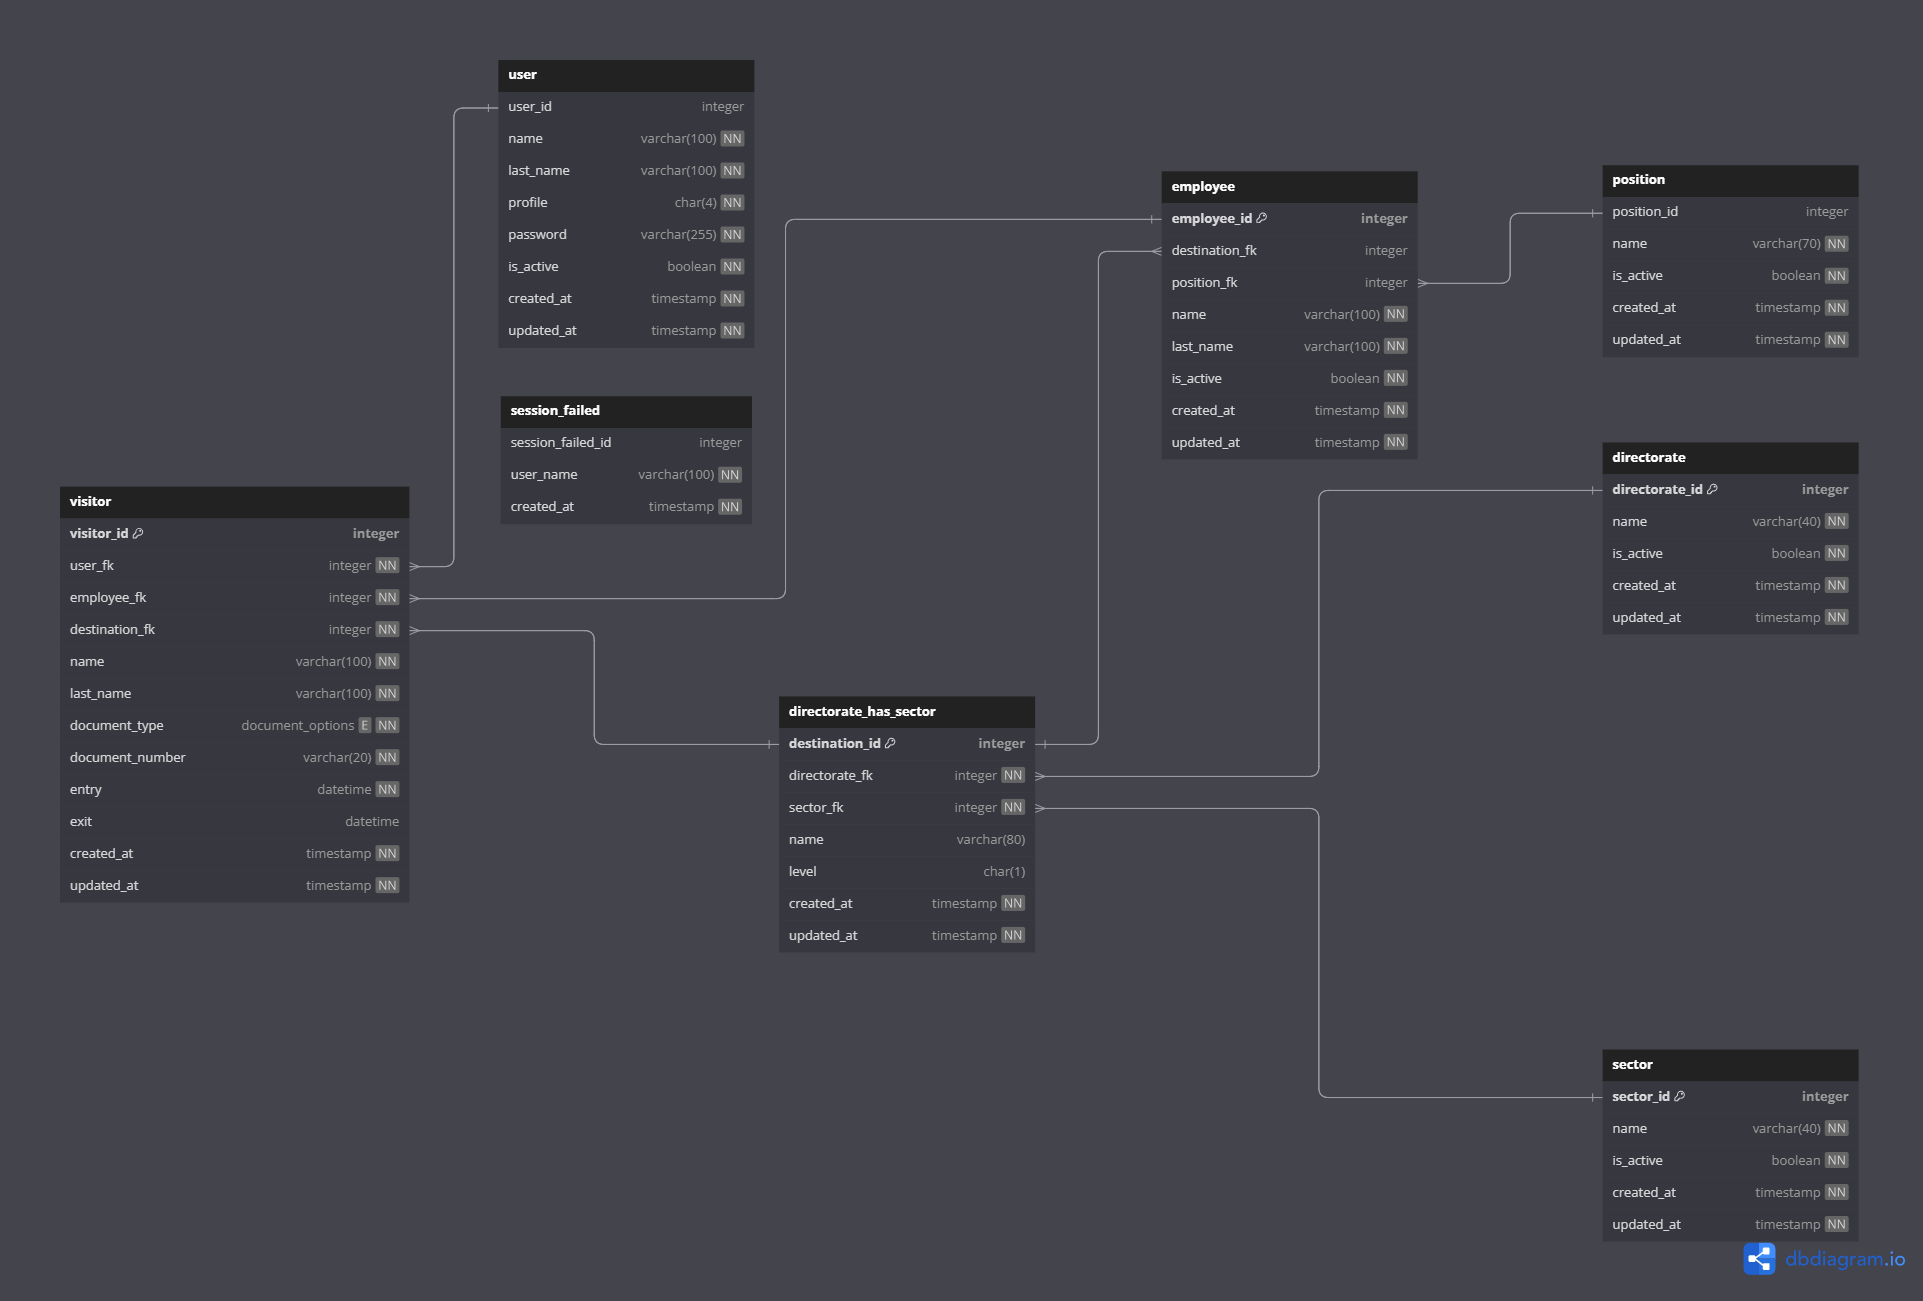 user
user_id integer
name varchar(100) NN
last_name varchar(100) NN
profile char(4) NN
password varchar(255) NN
is_active boolean NN
created_at timestamp NN
updated_at timestamp NN
session_failed
session_failed_id integer
user_name varchar(100) NN
created_at timestamp NN
visitor
visitor_id integer
user_fk integer NN
employee_fk integer NN
destination_fk integer NN
name varchar(100) NN
last_name varchar(100) NN
document_type document_options E NN
document_number varchar(20) NN
entry datetime NN
exit datetime
created_at timestamp NN
updated_at timestamp NN
directorate_has_sector
destination_id integer
directorate_fk integer NN
sector_fk integer NN
name varchar(80)
level char(1)
created_at timestamp NN
updated_at timestamp NN
employee
employee_id integer
destination_fk integer
position_fk integer
name varchar(100) NN
last_name varchar(100) NN
is_active boolean NN
created_at timestamp NN
updated_at timestamp NN
position
position_id integer
name varchar(70) NN
is_active boolean NN
created_at timestamp NN
updated_at timestamp NN
directorate
directorate_id integer
name varchar(40) NN
is_active boolean NN
created_at timestamp NN
updated_at timestamp NN
sector
sector_id integer
name varchar(40) NN
is_active boolean NN
created_at timestamp NN
updated_at timestamp NN
dbdiagram.io